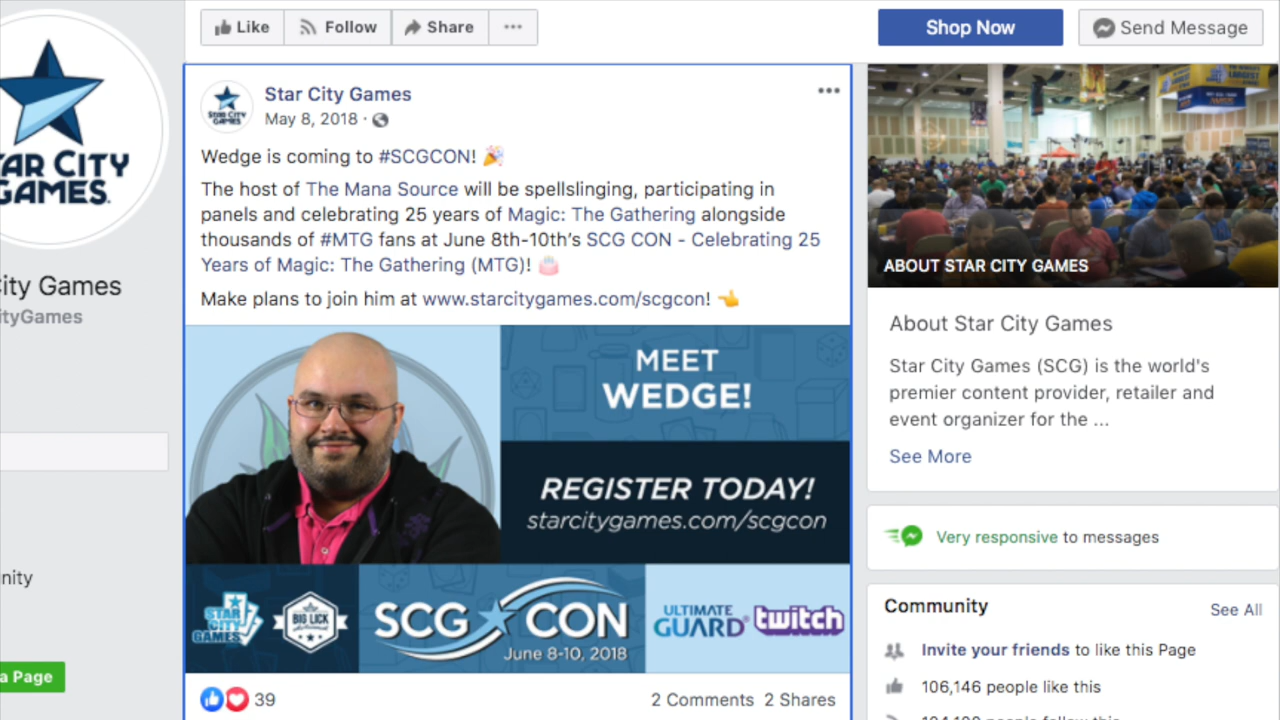 Like
Follow
Share
Shop Now
Send Message
STAR CITY
GAMES.
Star City Games
May 8, 2018
Wedge is coming to #SCGCON!
The host of The Mana Source will be spellslinging, participating in
panels and celebrating 25 years of Magic: The Gathering alongside
thousands of #MTG fans at June 8th-10th's SCG CON - Celebrating 25
Years of Magic: The Gathering (MTG)!
Make plans to join him at www.starcitygames.com/scgcon!
MEET
WEDGE!
REGISTER TODAY!
starcitygames.com/scgcon
STAR
CITY
GAMES
BIG LICK
SCG CON
June 8-10, 2018
ULTIMATE
GUARD
twitch
39
2 Comments 2 Shares
ity Games
ityGames
nity
a Page
ABOUT STAR CITY GAMES
About Star City Games
Star City Games (SCG) is the world's
premier content provider, retailer and
event organizer for the ...
See More
Very responsive to messages
Community
See All
Invite your friends to like this Page
106,146 people like this